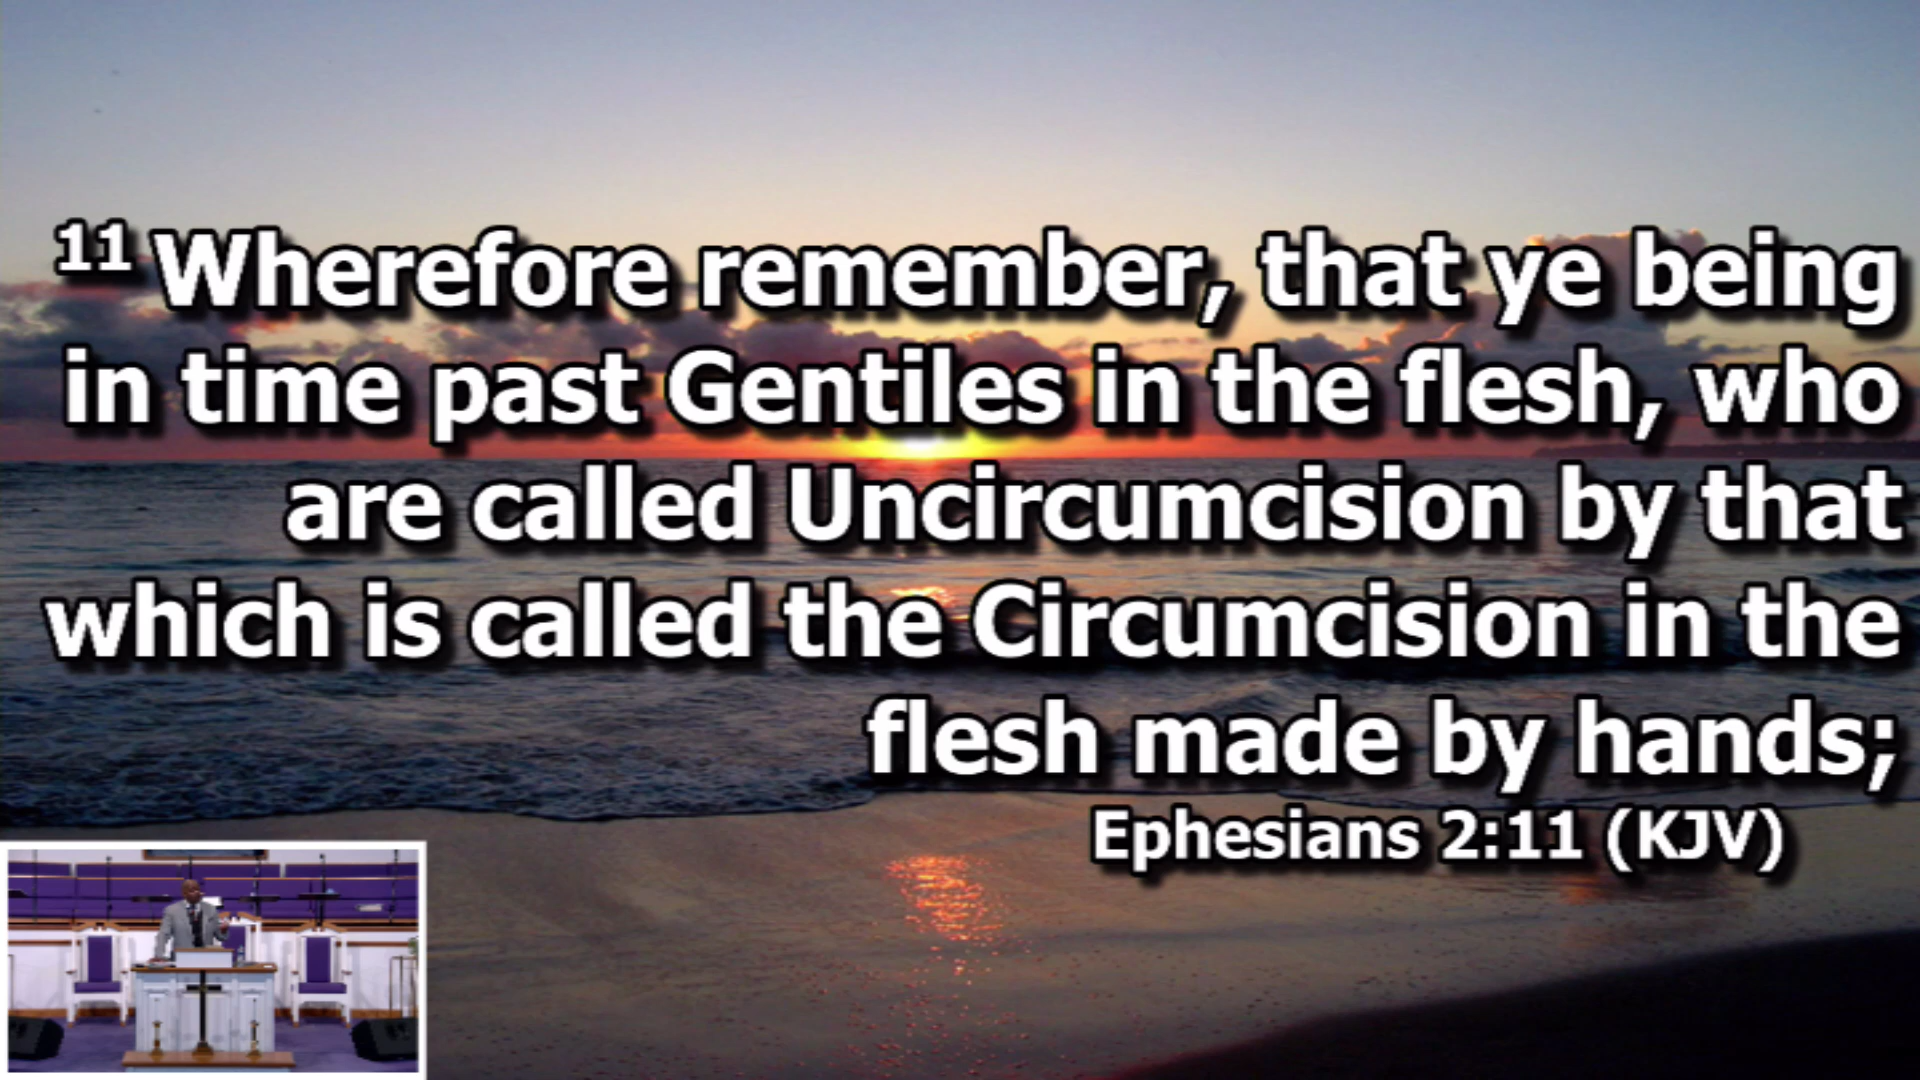 11 Wherefore remember, that ye being
in time past Gentiles in the flesh, who
are called Uncircumcision by that
which is called the Circumcision in the
flesh made by hands;
Ephesians 2:11 (KJV)